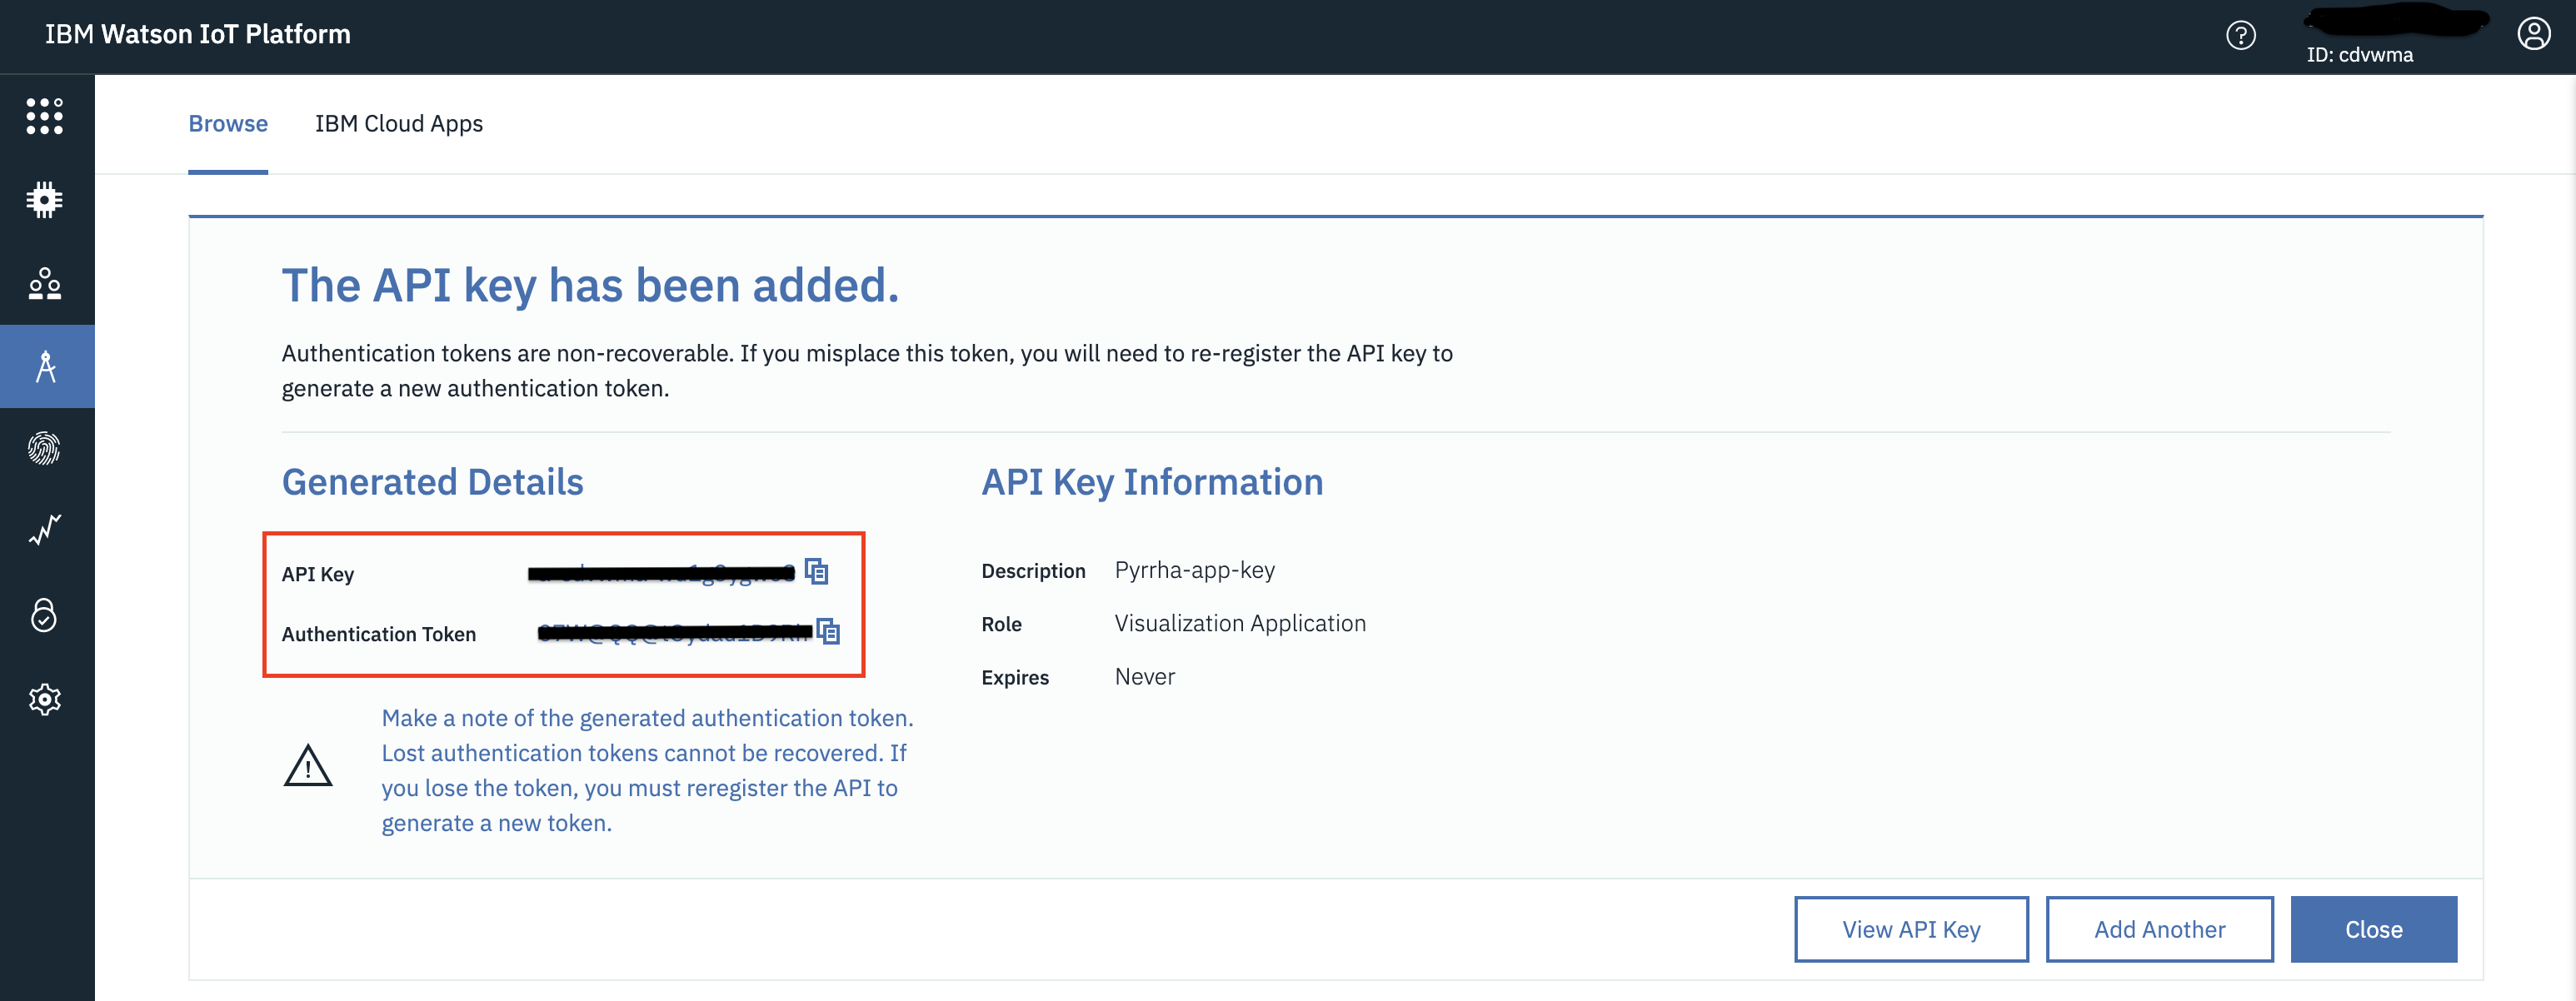 IBM Watson IoT Platform
ID: cdvwma
Browse
IBM Cloud Apps
The API key has been added.
Authentication tokens are non-recoverable. If you misplace this token, you will need to re-register the API key to
generate a new authentication token.
Generated Details
API Key
Authentication Token
Make a note of the generated authentication token.
Lost authentication tokens cannot be recovered. If
you lose the token, you must reregister the API to
generate a new token.
API Key Information
Description Pyrrha-app-key
Role Visualization Application
Expires Never
View API Key
Add Another
Close